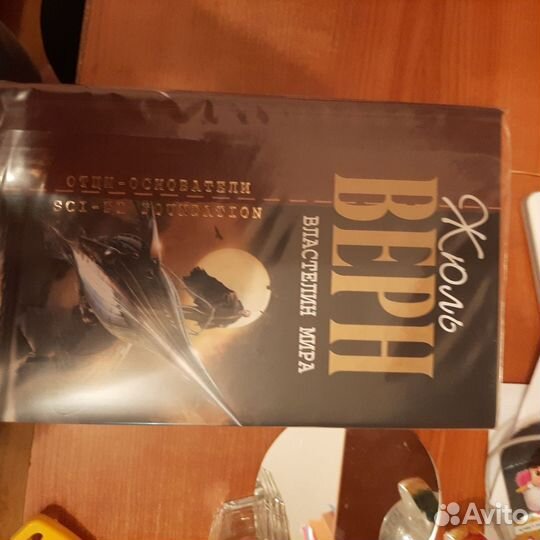 Жюль
ВЕРН
ВЛАСТЕЛИН МИРА
ОТЦЫ-ОСНОВАТЕЛИ
SCI-FI FOUNDATION
Avito